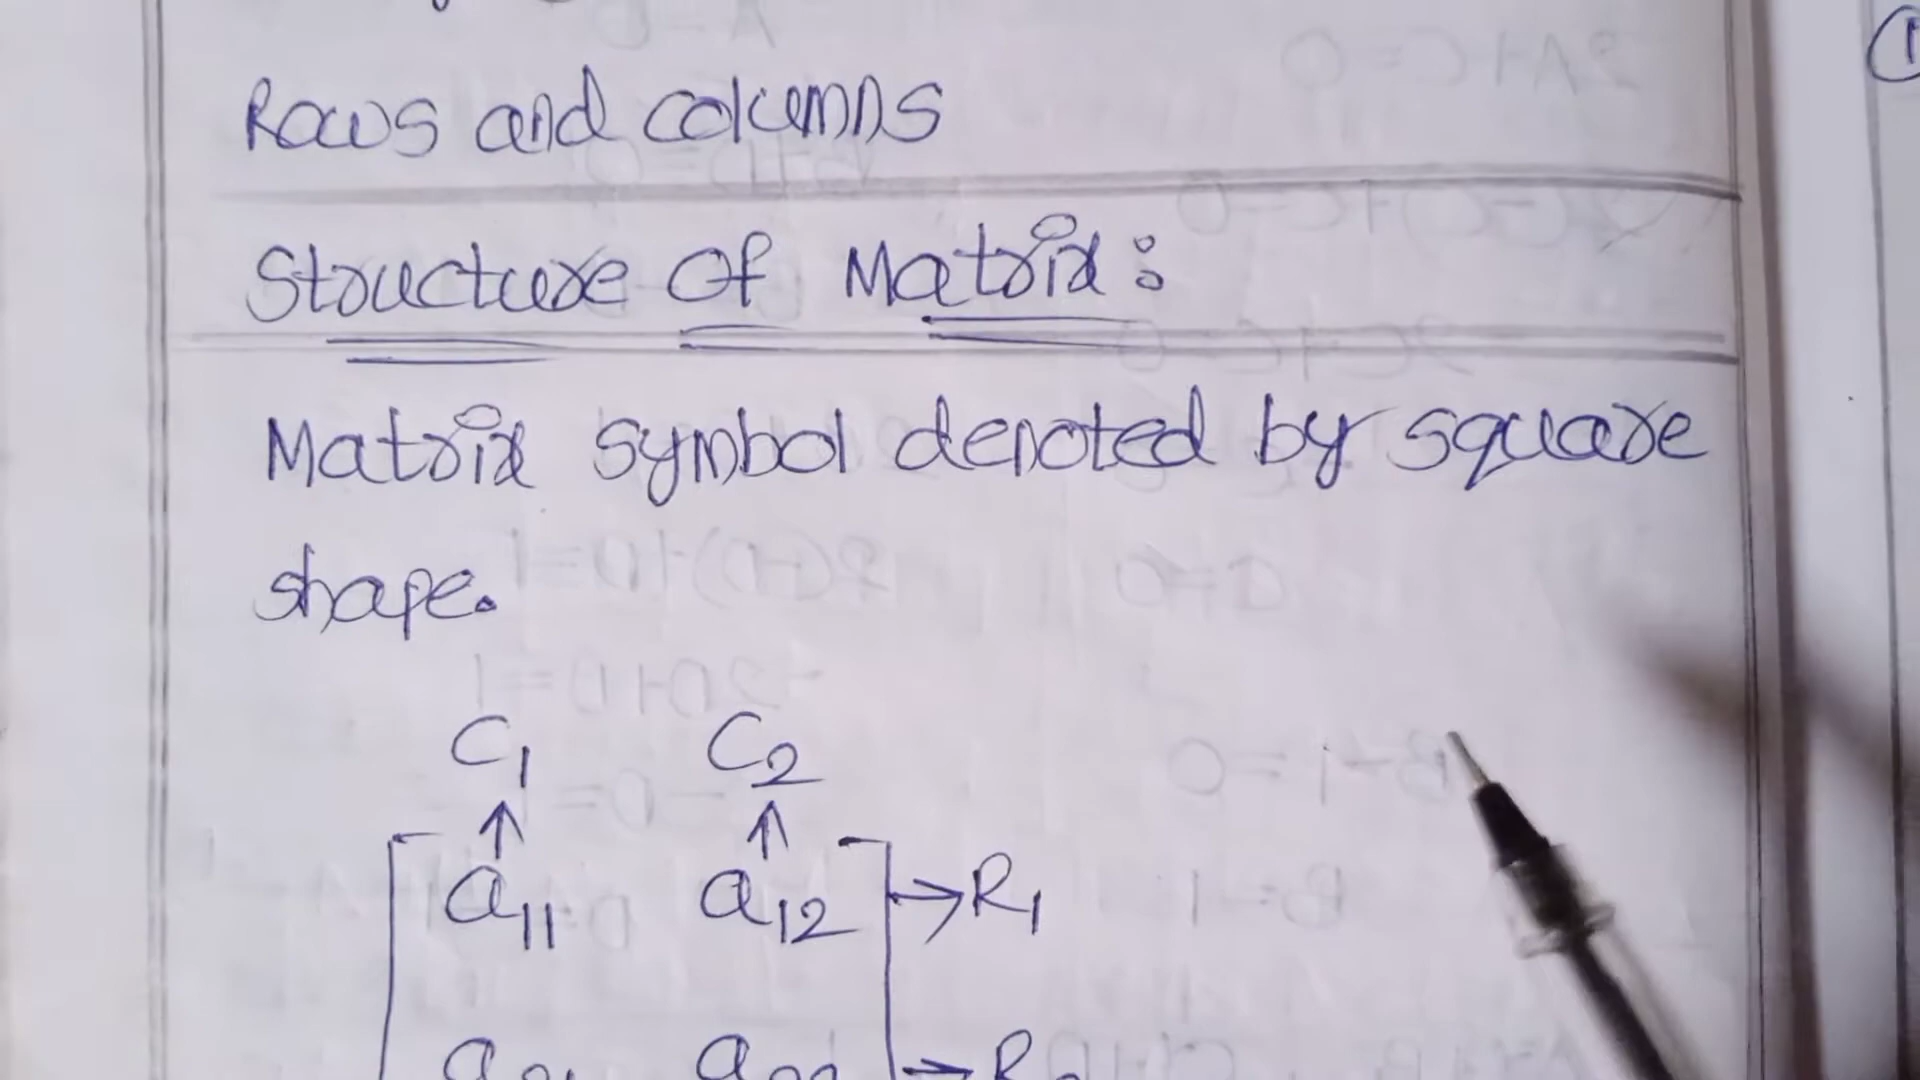 Rows and columns
Structure Of Matrix:
Matrix symbol denoted by square
shape.
C1 C2
↑ ↑
a11 a12 → R1